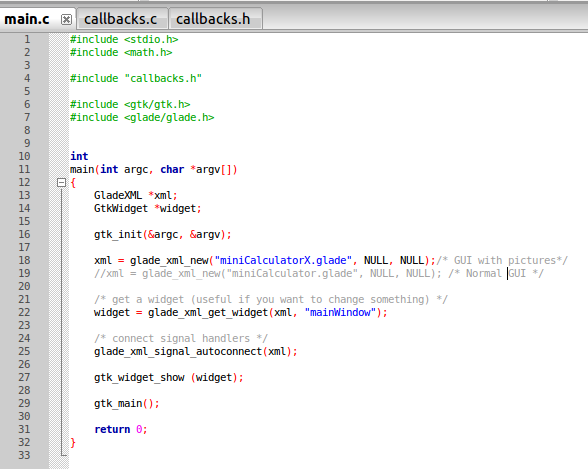 main.c callbacks.c callbacks.h
1 #include <stdio.h>
2 #include <math.h>
3
4 #include "callbacks.h"
5
6 #include <gtk/gtk.h>
7 #include <glade/glade.h>
8
9
10 int
11 main(int argc, char *argv[])
12 {
13     GladeXML *xml;
14     GtkWidget *widget;
15
16     gtk_init(&argc, &argv);
17
18     xml = glade_xml_new("miniCalculatorX.glade", NULL, NULL);/* GUI with pictures*/
19     //xml = glade_xml_new("miniCalculator.glade", NULL, NULL); /* Normal GUI */
20
21     /* get a widget (useful if you want to change something) */
22     widget = glade_xml_get_widget(xml, "mainWindow");
23
24     /* connect signal handlers */
25     glade_xml_signal_autoconnect(xml);
26
27     gtk_widget_show (widget);
28
29     gtk_main();
30
31     return 0;
32 }
33